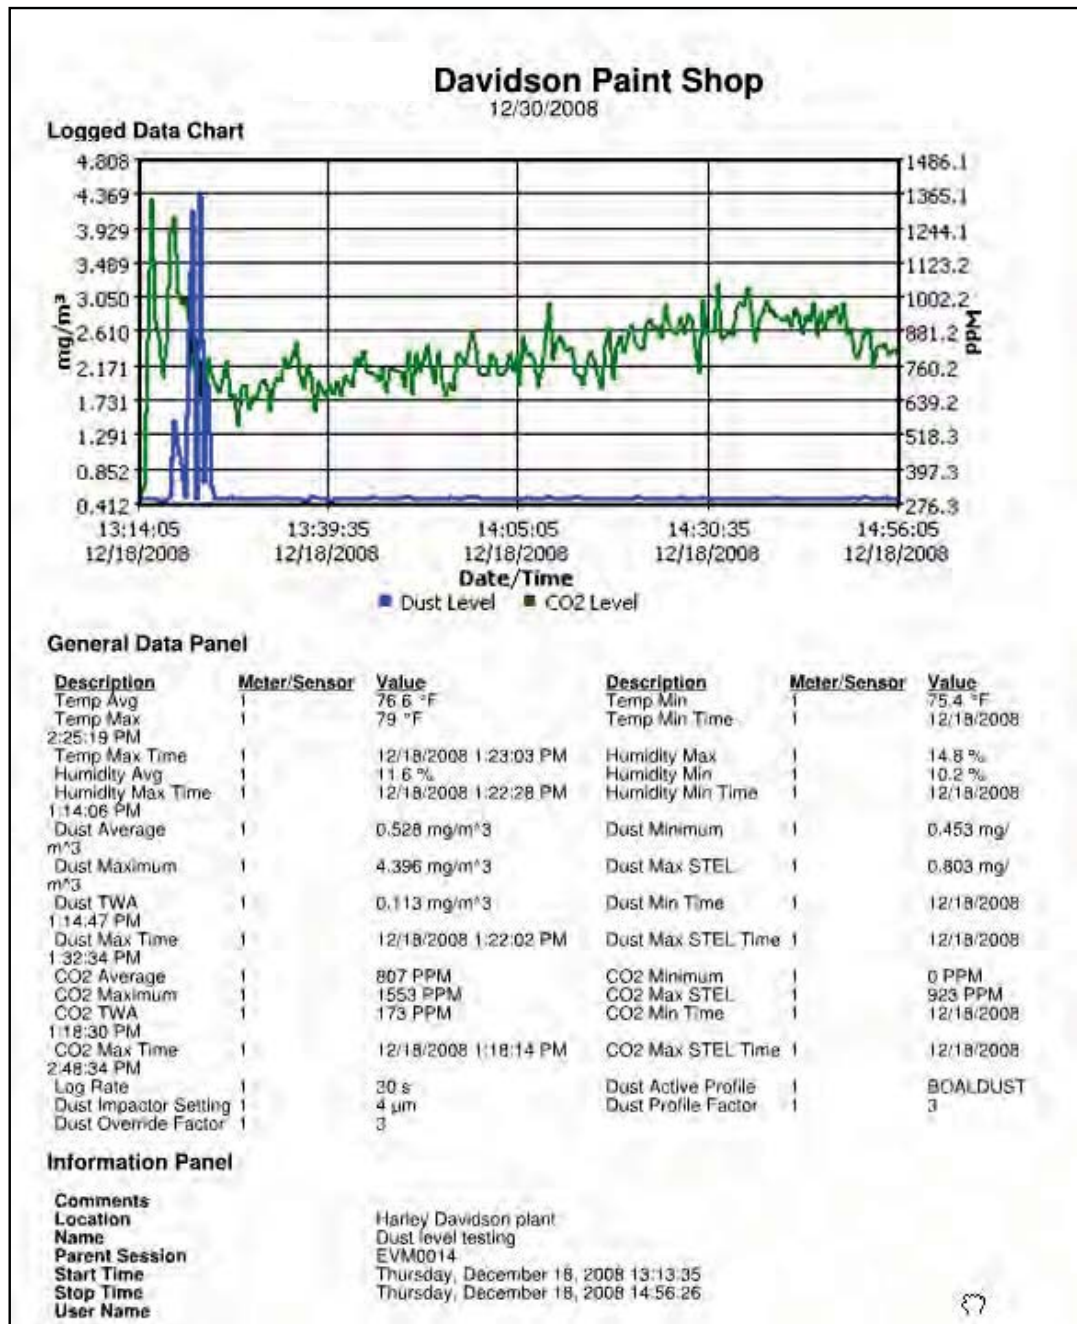 Davidson Paint Shop
12/30/2008
Logged Data Chart
4.808 1486.1
4.369 1365.1
3.929 1244.1
3.489 1123.2
3.050 1002.2
2.610 881.2
2.171 760.2
1.731 639.2
1.291 518.3
0.852 397.3
0.412 276.3
mg/m³
PPM
13:14:05 13:39:35 14:05:05 14:30:35 14:56:05
12/18/2008 12/18/2008 12/18/2008 12/18/2008 12/18/2008
Date/Time
Dust Level CO2 Level
General Data Panel
Description Meter/Sensor Value Description Meter/Sensor Value
Temp Avg 1 76.6 °F Temp Min 1 75.4 °F
Temp Max 1 79 °F Temp Min Time 1 12/18/2008
2:25:19 PM
Temp Max Time 1 12/18/2008 1:23:03 PM Humidity Max 1 14.8 %
Humidity Avg 1 11.6 % Humidity Min 1 10.2 %
Humidity Max Time 1 12/18/2008 1:22:28 PM Humidity Min Time 1 12/18/2008
1:14:06 PM
Dust Average 1 0.528 mg/m^3 Dust Minimum 1 0.453 mg/
m^3
Dust Maximum 1 4.396 mg/m^3 Dust Max STEL 1 0.803 mg/
m^3
Dust TWA 1 0.113 mg/m^3 Dust Min Time 1 12/18/2008
1:14:47 PM
Dust Max Time 1 12/18/2008 1:22:02 PM Dust Max STEL Time 1 12/18/2008
1:32:34 PM
CO2 Average 1 807 PPM CO2 Minimum 1 0 PPM
CO2 Maximum 1 1553 PPM CO2 Max STEL 1 923 PPM
CO2 TWA 1 173 PPM CO2 Min Time 1 12/18/2008
1:18:30 PM
CO2 Max Time 1 12/18/2008 1:18:14 PM CO2 Max STEL Time 1 12/18/2008
2:48:34 PM
Log Rate 1 30 s Dust Active Profile 1 BOALDUST
Dust Impactor Setting 1 4 µm Dust Profile Factor 1 3
Dust Override Factor 1 3
Information Panel
Comments
Location Harley Davidson plant
Name Dust level testing
Parent Session EVM0014
Start Time Thursday, December 18, 2008 13:13:35
Stop Time Thursday, December 18, 2008 14:56:26
User Name